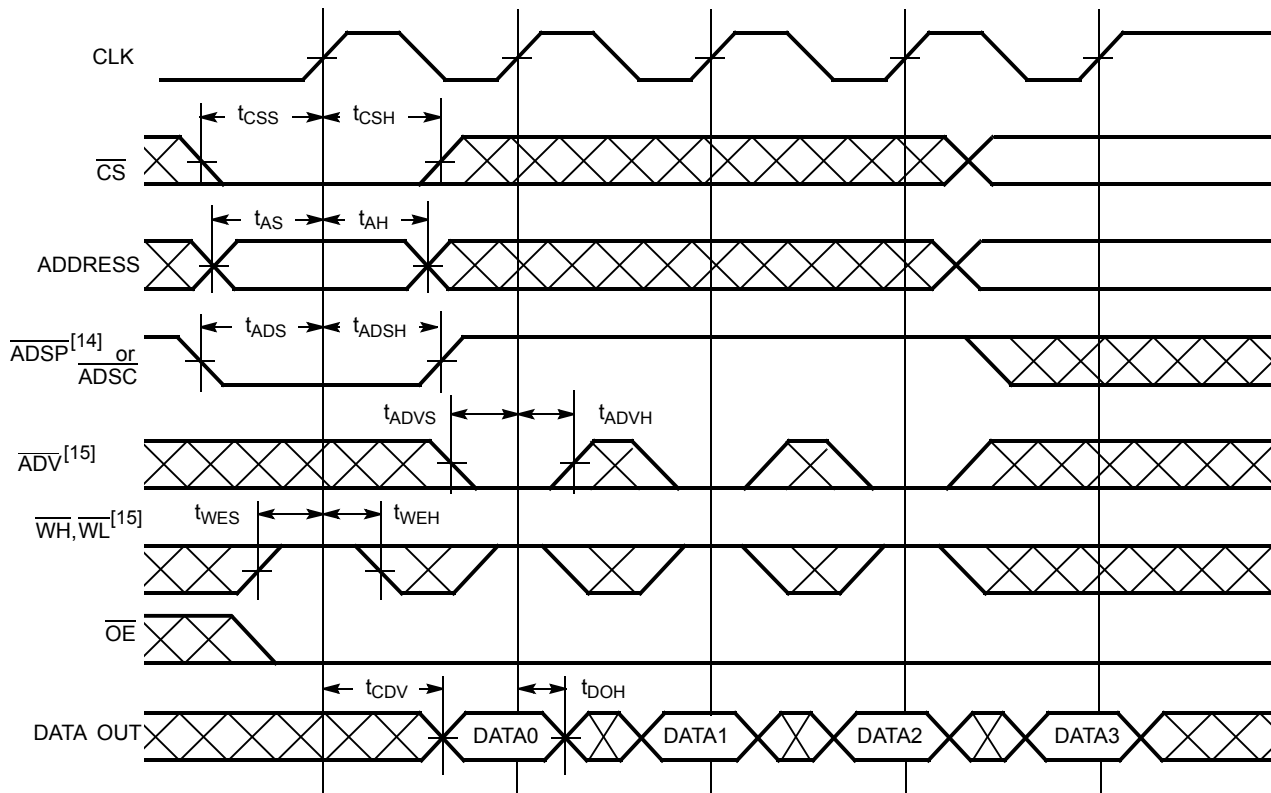 CLK
tCSS tCSH
CS
tAS tAH
ADDRESS
tADS tADSH
ADSP[14] or
ADSC
tADVS tADVH
ADV[15]
tWES tWEH
WH, WL[15]
OE
tCDV tDOH
DATA OUT DATA0 DATA1 DATA2 DATA3